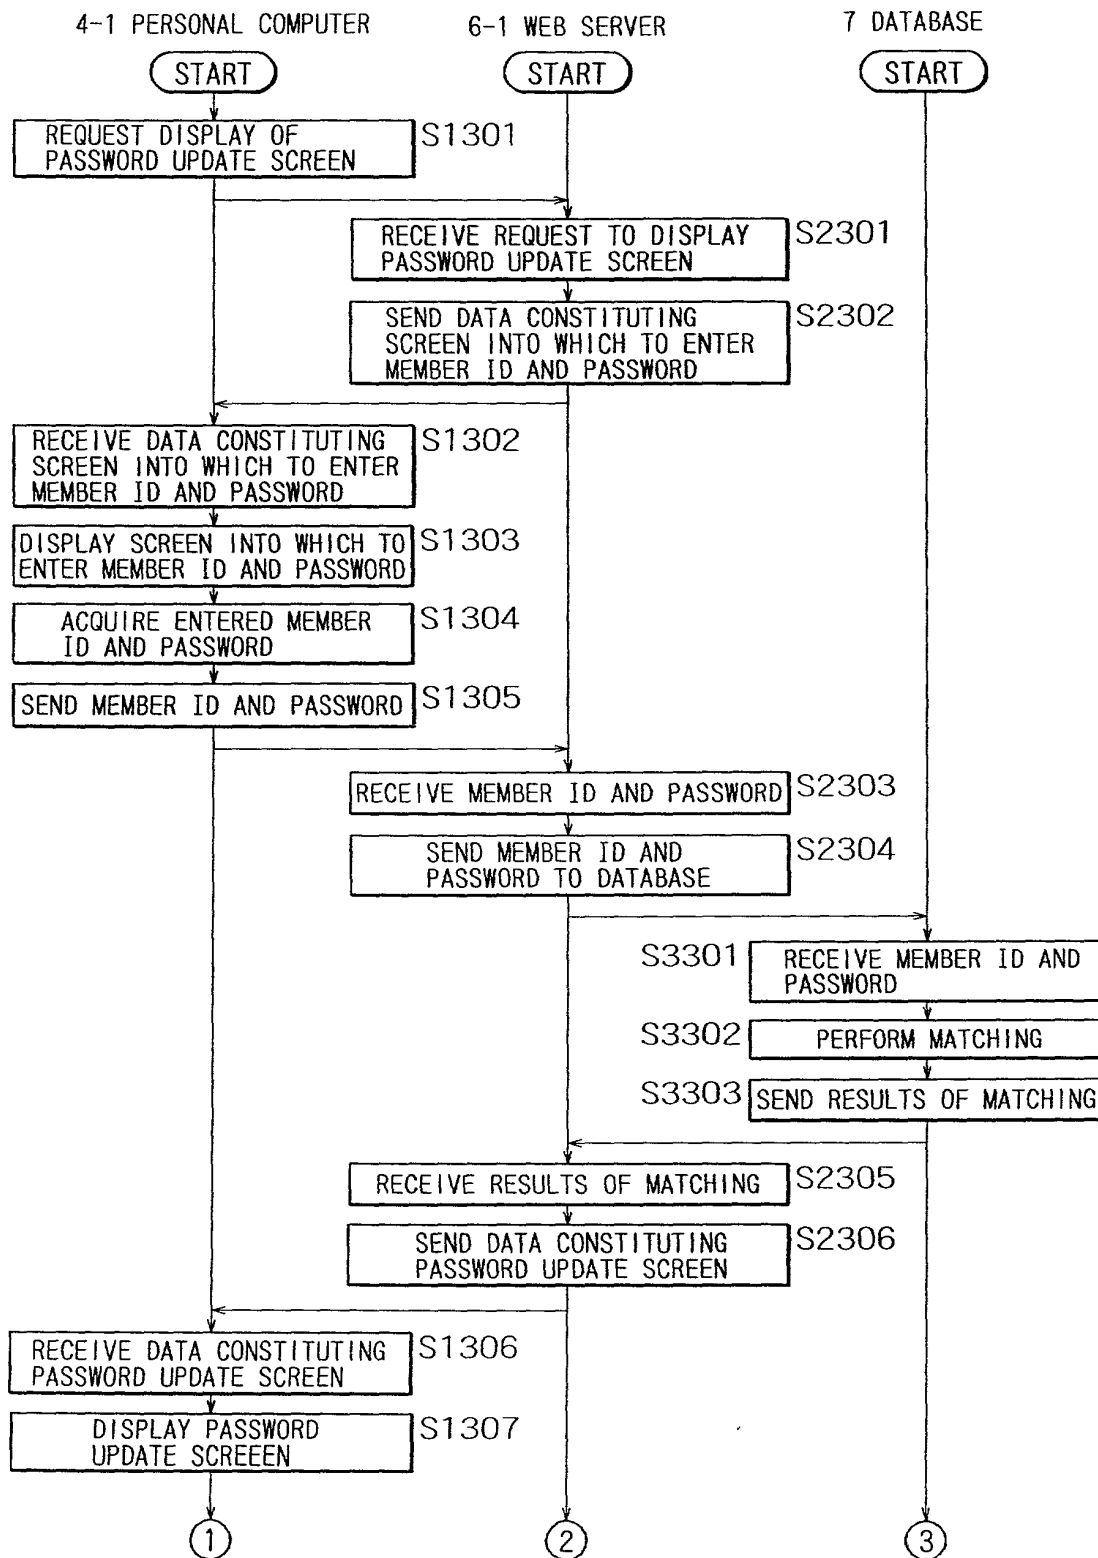 4-1 PERSONAL COMPUTER
6-1 WEB SERVER
7 DATABASE
START
START
START
REQUEST DISPLAY OF
PASSWORD UPDATE SCREEN
S1301
RECEIVE REQUEST TO DISPLAY
PASSWORD UPDATE SCREEN
S2301
SEND DATA CONSTITUTING
SCREEN INTO WHICH TO ENTER
MEMBER ID AND PASSWORD
S2302
RECEIVE DATA CONSTITUTING
SCREEN INTO WHICH TO ENTER
MEMBER ID AND PASSWORD
S1302
DISPLAY SCREEN INTO WHICH TO
ENTER MEMBER ID AND PASSWORD
S1303
ACQUIRE ENTERED MEMBER
ID AND PASSWORD
S1304
SEND MEMBER ID AND PASSWORD
S1305
RECEIVE MEMBER ID AND PASSWORD
S2303
SEND MEMBER ID AND
PASSWORD TO DATABASE
S2304
S3301
RECEIVE MEMBER ID AND
PASSWORD
S3302
PERFORM MATCHING
S3303
SEND RESULTS OF MATCHING
RECEIVE RESULTS OF MATCHING
S2305
SEND DATA CONSTITUTING
PASSWORD UPDATE SCREEN
S2306
RECEIVE DATA CONSTITUTING
PASSWORD UPDATE SCREEN
S1306
DISPLAY PASSWORD
UPDATE SCREEEN
S1307
1
2
3